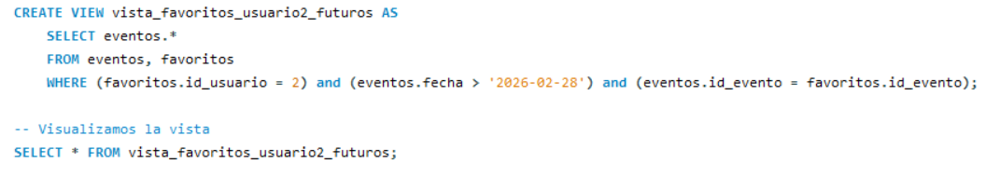 CREATE VIEW vista_favoritos_usuario2_futuros AS
SELECT eventos.*
FROM eventos, favoritos
WHERE (favoritos.id_usuario = 2) and (eventos.fecha > '2026-02-28') and (eventos.id_evento = favoritos.id_evento);
-- Visualizamos la vista
SELECT * FROM vista_favoritos_usuario2_futuros;